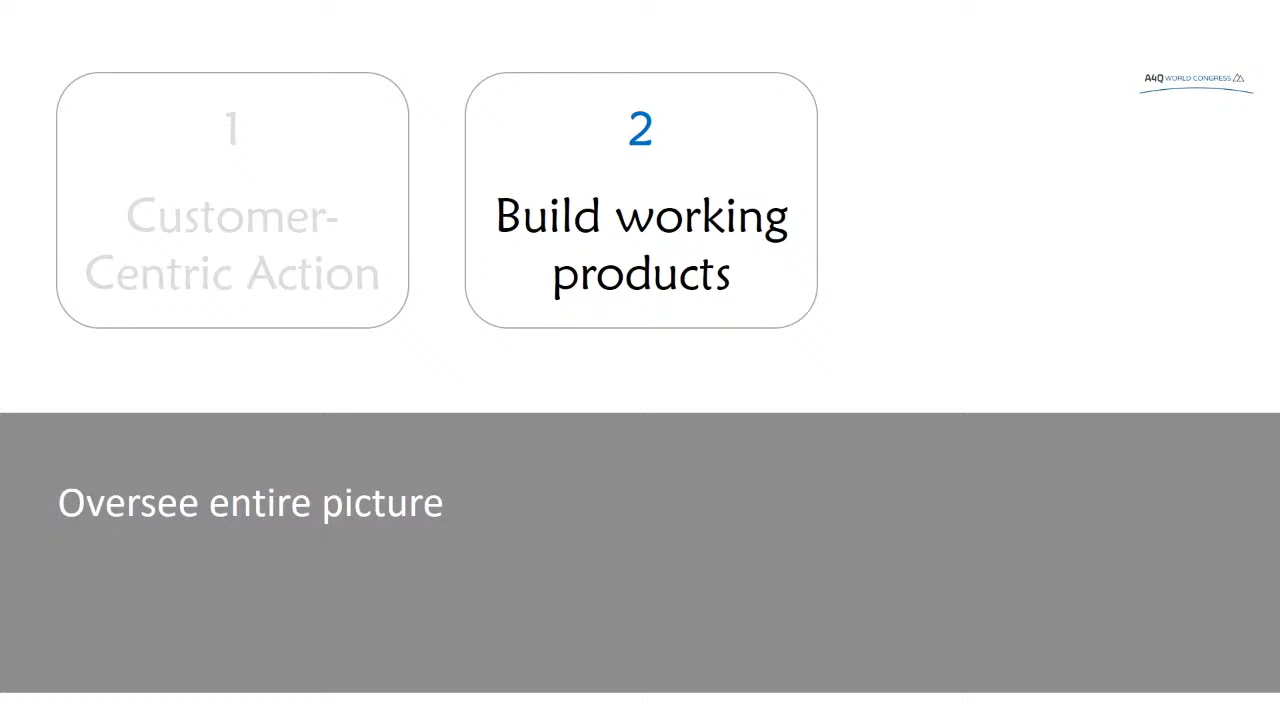 1
Customer-
Centric Action
2
Build working
products
A4Q WORLD CONGRESS
Oversee entire picture